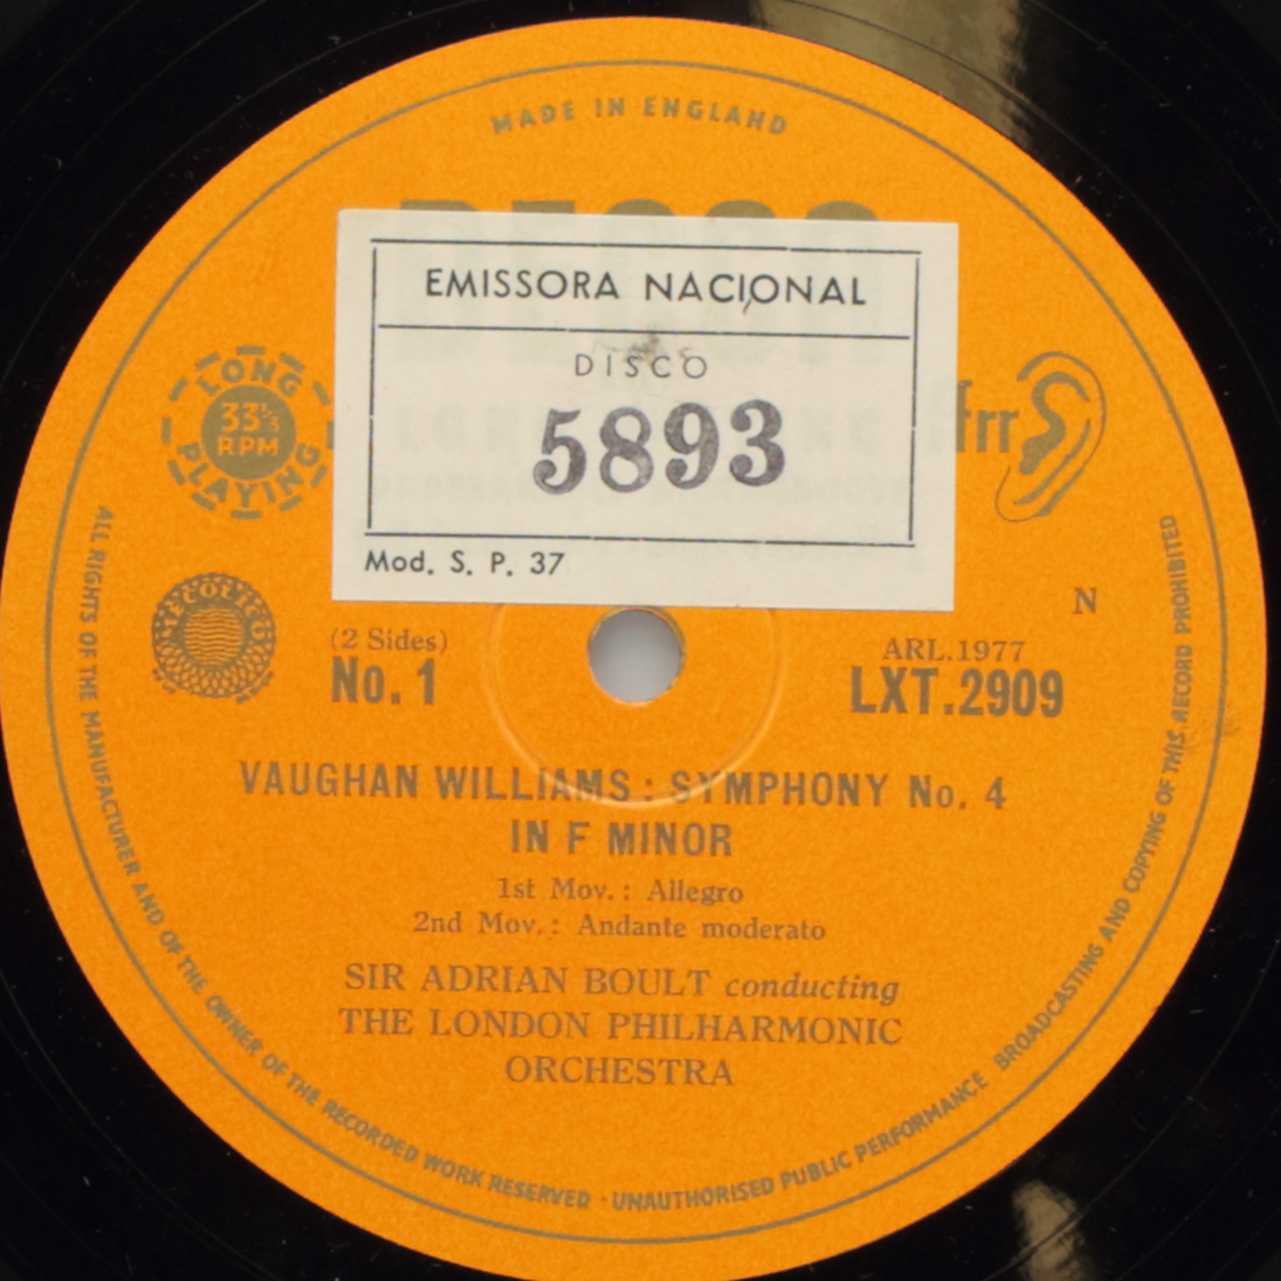 MADE IN ENGLAND
EMISSORA NACIONAL
DISCO
5893
Mod. S. P. 37
LONG
33⅓
RPM
PLAYING
ffrr
MECOLICO
N
(2 Sides)
No. 1
ARL.1977
LXT.2909
VAUGHAN WILLIAMS : SYMPHONY No. 4
IN F MINOR
1st Mov. : Allegro
2nd Mov. : Andante moderato
SIR ADRIAN BOULT conducting
THE LONDON PHILHARMONIC
ORCHESTRA
ALL RIGHTS OF THE MANUFACTURER AND OF THE OWNER OF THE RECORDED WORK RESERVED · UNAUTHORISED PUBLIC PERFORMANCE BROADCASTING AND COPYING OF THIS RECORD PROHIBITED